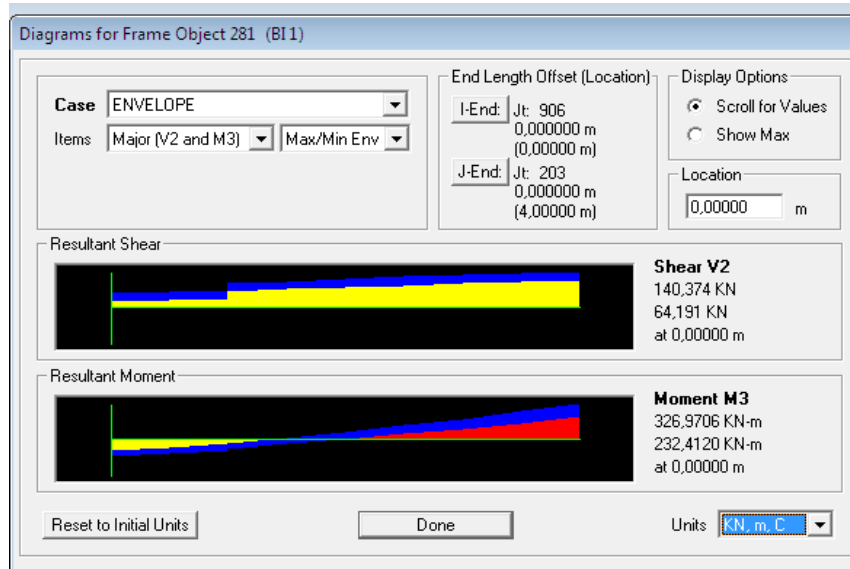 Diagrams for Frame Object 281 (BI 1)
Case ENVELOPE
Items Major (V2 and M3) Max/Min Env
End Length Offset (Location)
I-End: Jt: 906
0,000000 m
(0,00000 m)
J-End: Jt: 203
0,000000 m
(4,00000 m)
Display Options
Scroll for Values
Show Max
Location
0,00000 m
Resultant Shear
Shear V2
140,374 KN
64,191 KN
at 0,00000 m
Resultant Moment
Moment M3
326,9706 KN-m
232,4120 KN-m
at 0,00000 m
Reset to Initial Units
Done
Units KN, m, C